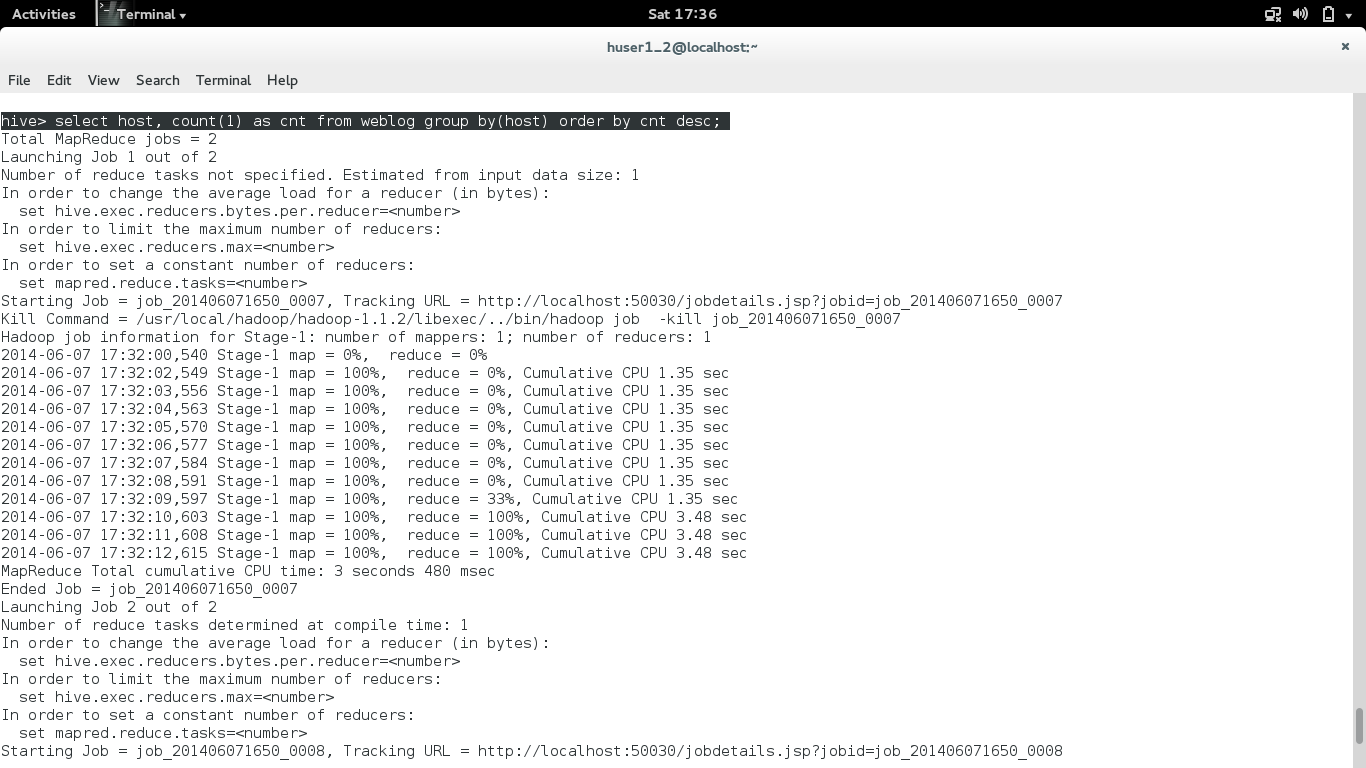 Activities
Terminal
Sat 17:36
huser1_2@localhost:~
File Edit View Search Terminal Help
hive> select host, count(1) as cnt from weblog group by(host) order by cnt desc;
Total MapReduce jobs = 2
Launching Job 1 out of 2
Number of reduce tasks not specified. Estimated from input data size: 1
In order to change the average load for a reducer (in bytes):
  set hive.exec.reducers.bytes.per.reducer=<number>
In order to limit the maximum number of reducers:
  set hive.exec.reducers.max=<number>
In order to set a constant number of reducers:
  set mapred.reduce.tasks=<number>
Starting Job = job_201406071650_0007, Tracking URL = http://localhost:50030/jobdetails.jsp?jobid=job_201406071650_0007
Kill Command = /usr/local/hadoop/hadoop-1.1.2/libexec/../bin/hadoop job  -kill job_201406071650_0007
Hadoop job information for Stage-1: number of mappers: 1; number of reducers: 1
2014-06-07 17:32:00,540 Stage-1 map = 0%,  reduce = 0%
2014-06-07 17:32:02,549 Stage-1 map = 100%,  reduce = 0%, Cumulative CPU 1.35 sec
2014-06-07 17:32:03,556 Stage-1 map = 100%,  reduce = 0%, Cumulative CPU 1.35 sec
2014-06-07 17:32:04,563 Stage-1 map = 100%,  reduce = 0%, Cumulative CPU 1.35 sec
2014-06-07 17:32:05,570 Stage-1 map = 100%,  reduce = 0%, Cumulative CPU 1.35 sec
2014-06-07 17:32:06,577 Stage-1 map = 100%,  reduce = 0%, Cumulative CPU 1.35 sec
2014-06-07 17:32:07,584 Stage-1 map = 100%,  reduce = 0%, Cumulative CPU 1.35 sec
2014-06-07 17:32:08,591 Stage-1 map = 100%,  reduce = 0%, Cumulative CPU 1.35 sec
2014-06-07 17:32:09,597 Stage-1 map = 100%,  reduce = 33%, Cumulative CPU 1.35 sec
2014-06-07 17:32:10,603 Stage-1 map = 100%,  reduce = 100%, Cumulative CPU 3.48 sec
2014-06-07 17:32:11,608 Stage-1 map = 100%,  reduce = 100%, Cumulative CPU 3.48 sec
2014-06-07 17:32:12,615 Stage-1 map = 100%,  reduce = 100%, Cumulative CPU 3.48 sec
MapReduce Total cumulative CPU time: 3 seconds 480 msec
Ended Job = job_201406071650_0007
Launching Job 2 out of 2
Number of reduce tasks determined at compile time: 1
In order to change the average load for a reducer (in bytes):
  set hive.exec.reducers.bytes.per.reducer=<number>
In order to limit the maximum number of reducers:
  set hive.exec.reducers.max=<number>
In order to set a constant number of reducers:
  set mapred.reduce.tasks=<number>
Starting Job = job_201406071650_0008, Tracking URL = http://localhost:50030/jobdetails.jsp?jobid=job_201406071650_0008